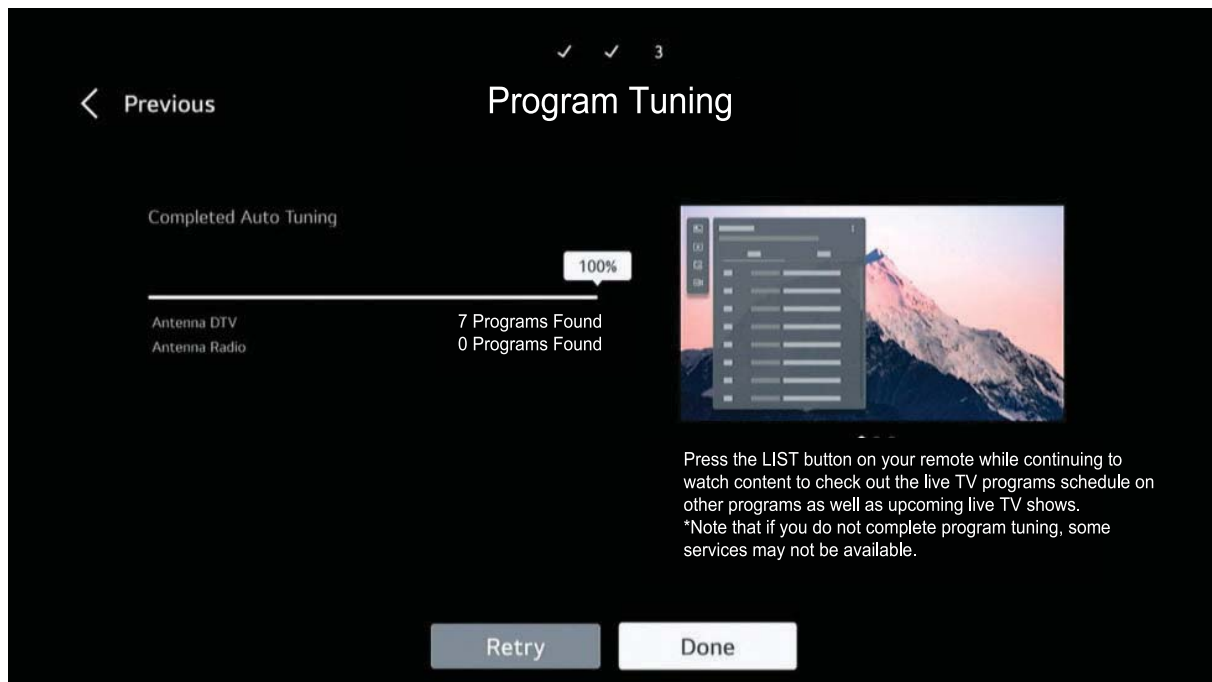 3
Previous
Program Tuning
Completed Auto Tuning
100%
Antenna DTV 7 Programs Found
Antenna Radio 0 Programs Found
Press the LIST button on your remote while continuing to
watch content to check out the live TV programs schedule on
other programs as well as upcoming live TV shows.
*Note that if you do not complete program tuning, some
services may not be available.
Retry Done